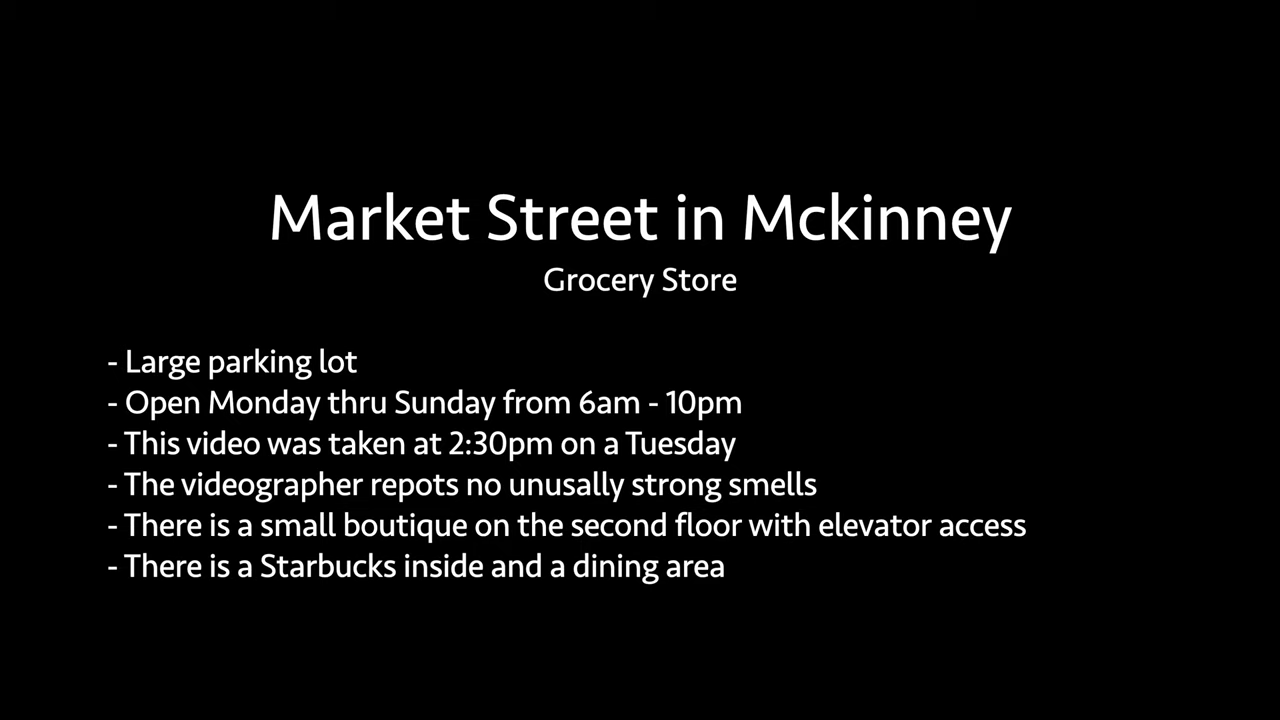 Market Street in Mckinney
Grocery Store
- Large parking lot
- Open Monday thru Sunday from 6am - 10pm
- This video was taken at 2:30pm on a Tuesday
- The videographer repots no unusally strong smells
- There is a small boutique on the second floor with elevator access
- There is a Starbucks inside and a dining area